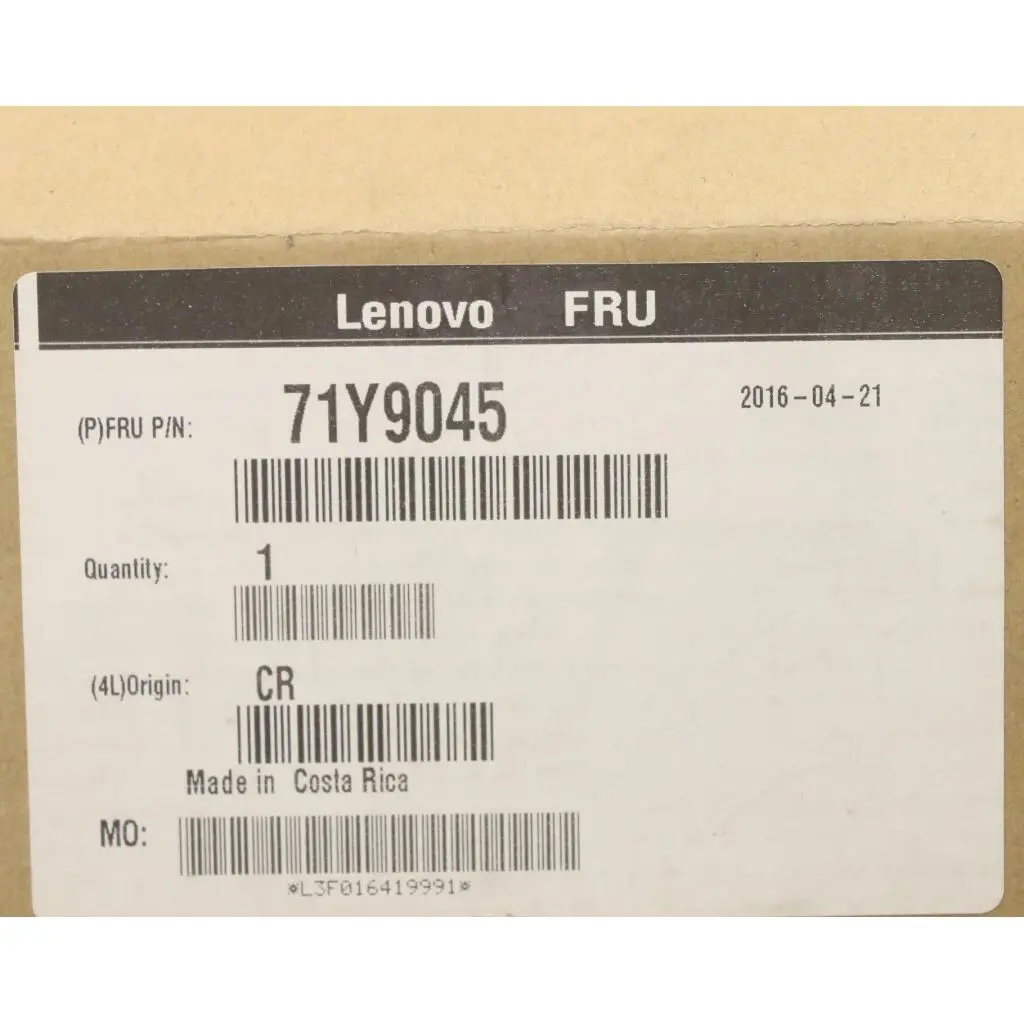 Lenovo FRU
(P)FRU P/N: 71Y9045 2016-04-21
Quantity: 1
(4L)Origin: CR
Made in Costa Rica
MO:
*L3F016419991*